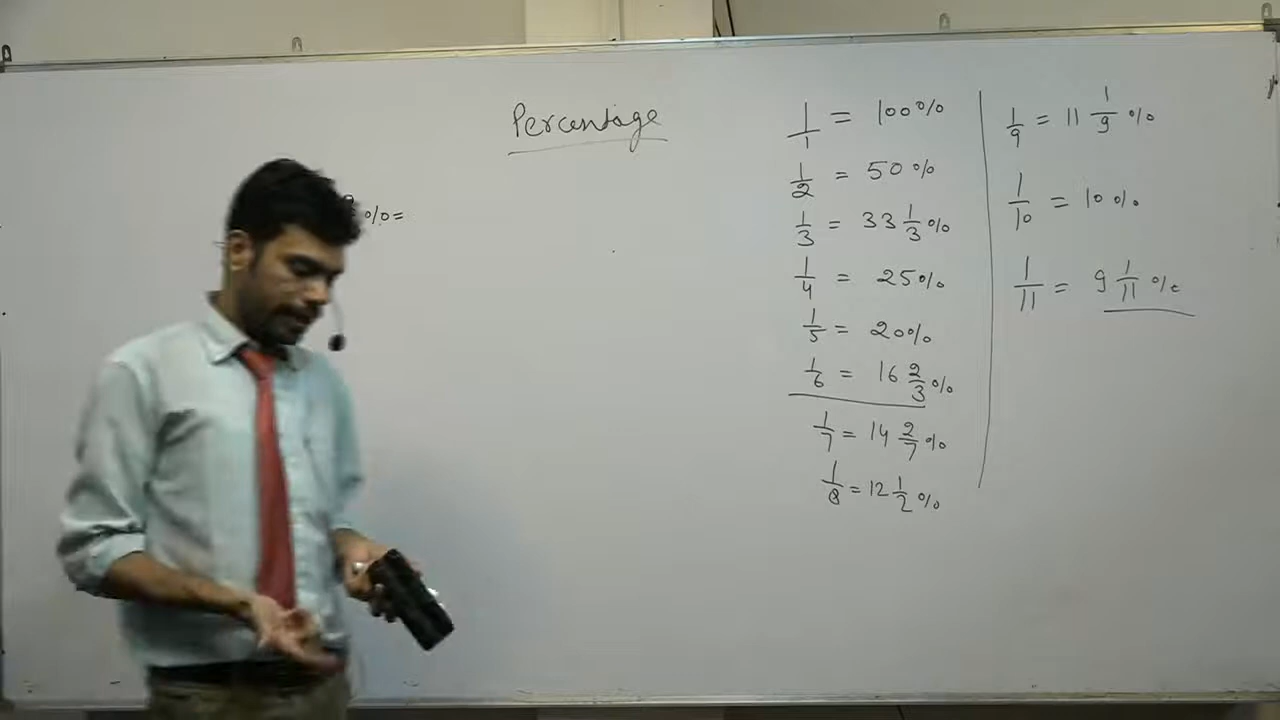 Percentage
%=
1/1 = 100%
1/2 = 50%
1/3 = 33 1/3 %
1/4 = 25%
1/5 = 20%
1/6 = 16 2/3 %
1/7 = 14 2/7 %
1/8 = 12 1/2 %
1/9 = 11 1/9 %
1/10 = 10%
1/11 = 9 1/11 %